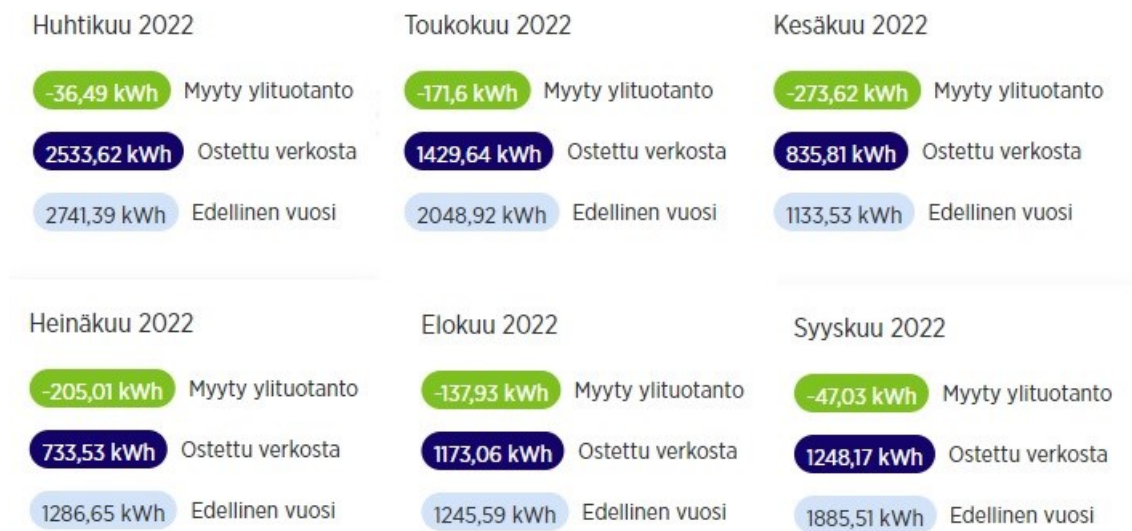 Huhtikuu 2022
-36,49 kWh Myyty ylituotanto
2533,62 kWh Ostettu verkosta
2741,39 kWh Edellinen vuosi
Toukokuu 2022
-171,6 kWh Myyty ylituotanto
1429,64 kWh Ostettu verkosta
2048,92 kWh Edellinen vuosi
Kesäkuu 2022
-273,62 kWh Myyty ylituotanto
835,81 kWh Ostettu verkosta
1133,53 kWh Edellinen vuosi
Heinäkuu 2022
-205,01 kWh Myyty ylituotanto
733,53 kWh Ostettu verkosta
1286,65 kWh Edellinen vuosi
Elokuu 2022
-137,93 kWh Myyty ylituotanto
1173,06 kWh Ostettu verkosta
1245,59 kWh Edellinen vuosi
Syyskuu 2022
-47,03 kWh Myyty ylituotanto
1248,17 kWh Ostettu verkosta
1885,51 kWh Edellinen vuosi